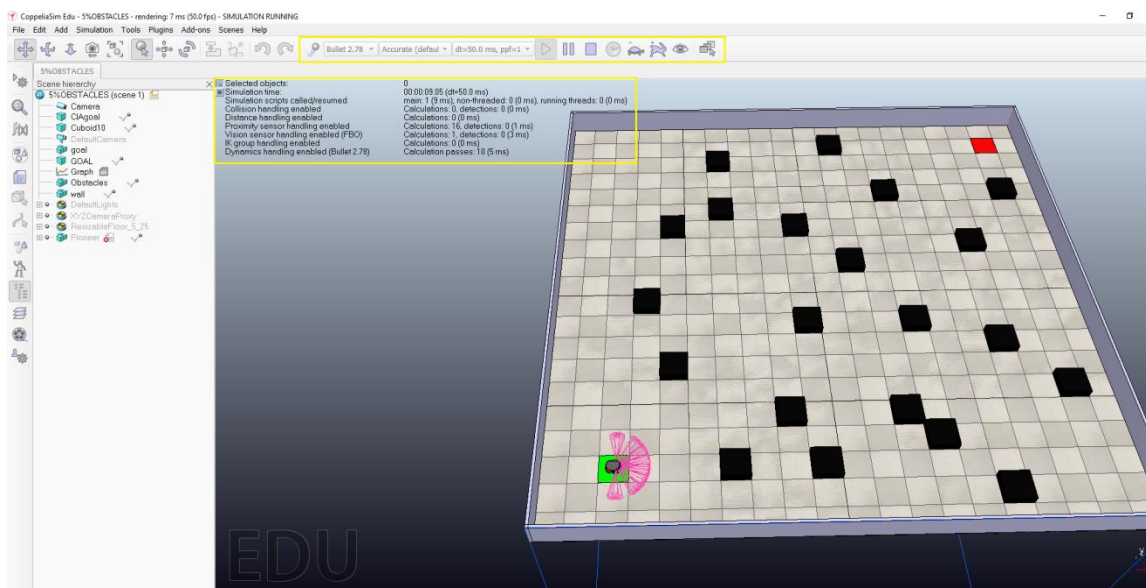 CoppeliaSim Edu - 5%OBSTACLES - rendering: 7 ms (50.0 fps) - SIMULATION RUNNING
File Edit Add Simulation Tools Plugins Add-ons Scenes Help
Bullet 2.78 Accurate (defaul dt=50.0 ms, ppf=1
5%OBSTACLES
Scene hierarchy
5%OBSTACLES (scene 1)
Camera
CIAgoal
Cuboid10
DefaultCamera
goal
GOAL
Graph
Obstacles
wall
DefaultLights
XYZCameraProxy
ResizableFloor_5_25
Pioneer
Selected objects: 0
Simulation time: 00:00:09.05 (dt=50.0 ms)
Simulation scripts called/resumed main: 1 (9 ms), non-threaded: 0 (0 ms), running threads: 0 (0 ms)
Collision handling enabled Calculations: 0, detections: 0 (0 ms)
Distance handling enabled Calculations: 0 (0 ms)
Proximity sensor handling enabled Calculations: 16, detections: 0 (1 ms)
Vision sensor handling enabled (FBO) Calculations: 1, detections: 0 (3 ms)
IK group handling enabled Calculations: 0 (0 ms)
Dynamics handling enabled (Bullet 2.78) Calculation passes: 10 (5 ms)
EDU